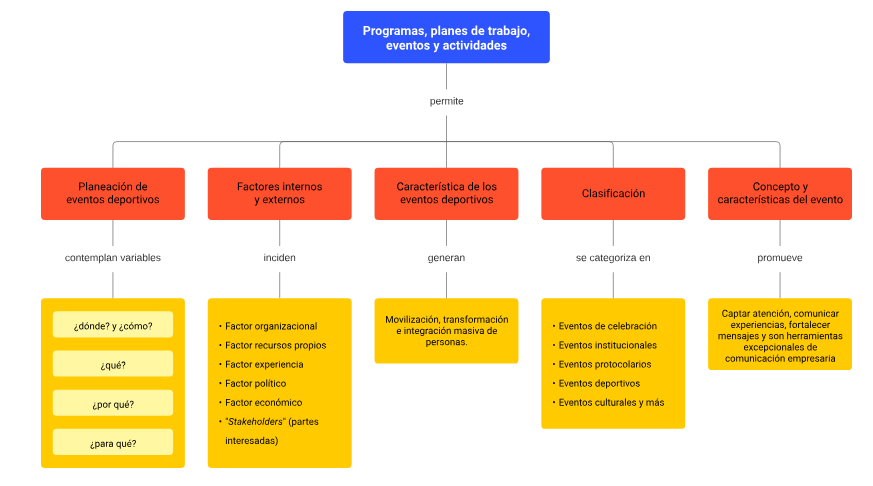 Programas, planes de trabajo,
eventos y actividades
permite
Planeación de
eventos deportivos
contemplan variables
¿dónde? y ¿cómo?
¿qué?
¿por qué?
¿para qué?
Factores internos
y externos
inciden
• Factor organizacional
• Factor recursos propios
• Factor experiencia
• Factor político
• Factor económico
• "Stakeholders" (partes
interesadas)
Característica de los
eventos deportivos
generan
Movilización, transformación
e integración masiva de
personas.
Clasificación
se categoriza en
• Eventos de celebración
• Eventos institucionales
• Eventos protocolarios
• Eventos deportivos
• Eventos culturales y más
Concepto y
características del evento
promueve
Captar atención, comunicar
experiencias, fortalecer
mensajes y son herramientas
excepcionales de
comunicación empresaria